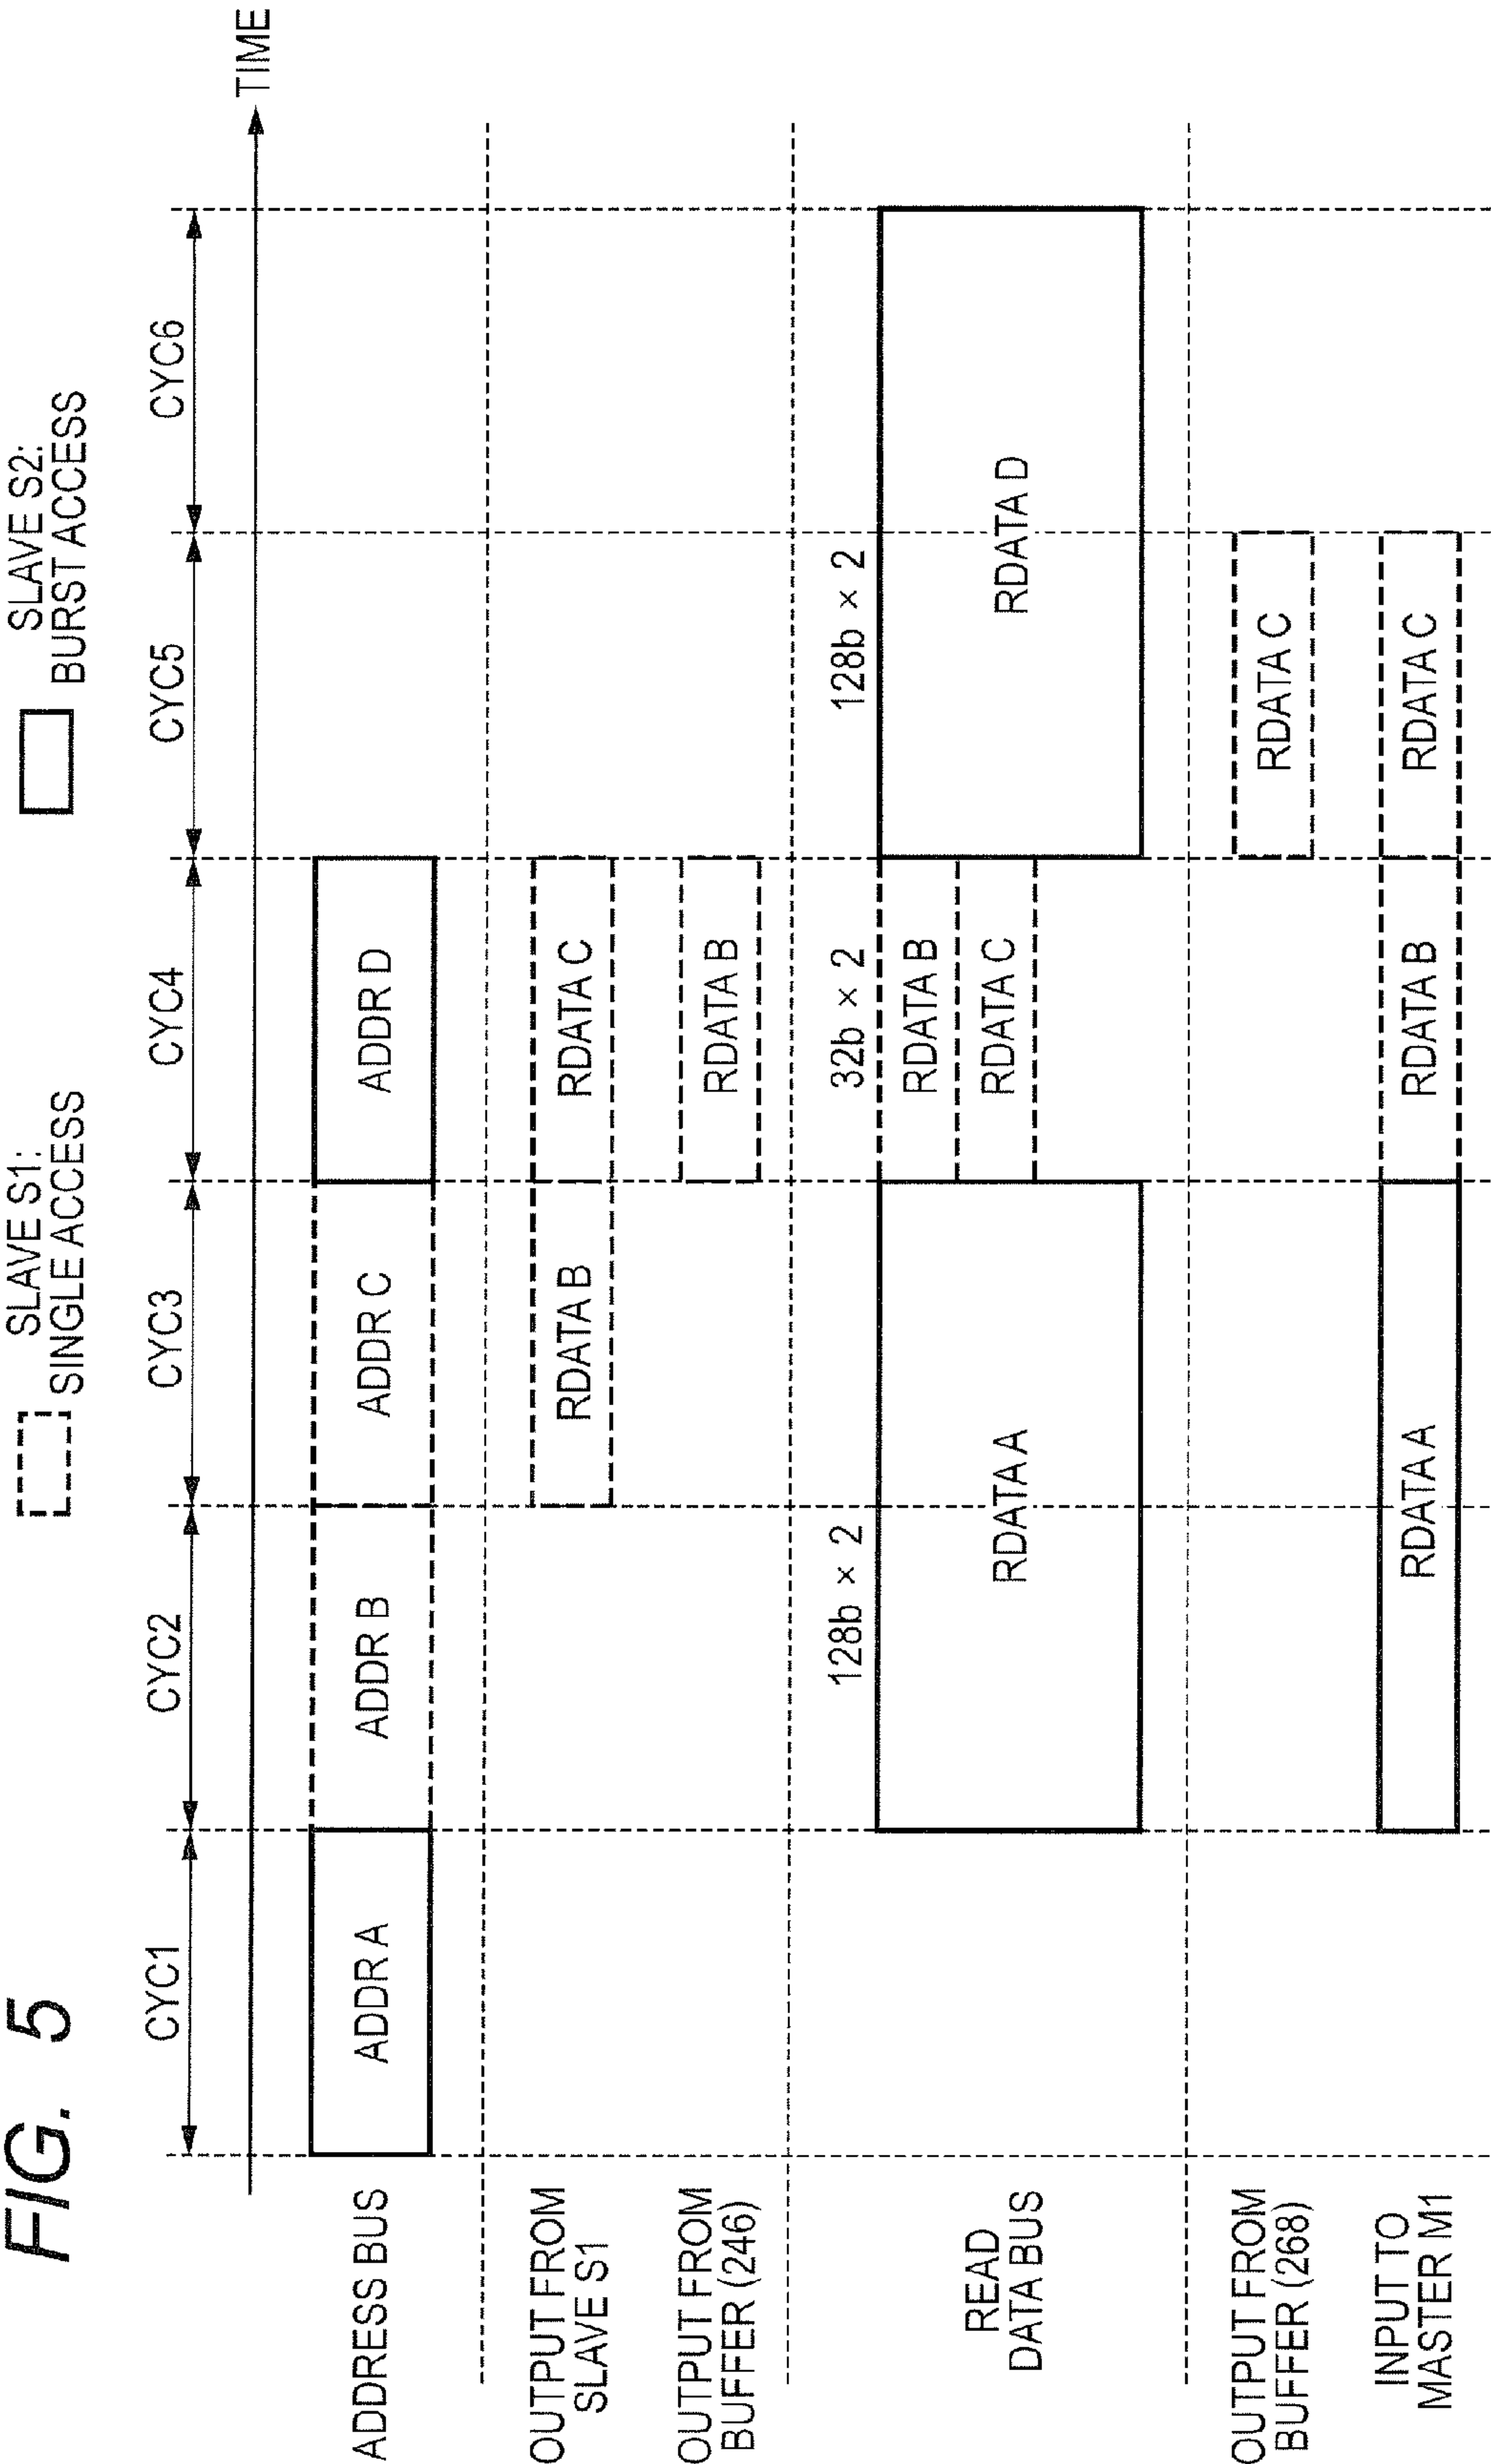 FIG. 5
SLAVE S1:
SINGLE ACCESS
SLAVE S2:
BURST ACCESS
CYC1
CYC2
CYC3
CYC4
CYC5
CYC6
TIME
ADDRESS BUS
ADDR A
ADDR B
ADDR C
ADDR D
OUTPUT FROM
SLAVE S1
RDATA B
RDATA C
OUTPUT FROM
BUFFER (246)
RDATA B
128b × 2
32b × 2
128b × 2
READ
DATA BUS
RDATA A
RDATA B
RDATA C
RDATA D
OUTPUT FROM
BUFFER (268)
RDATA C
INPUT TO
MASTER M1
RDATA A
RDATA B
RDATA C